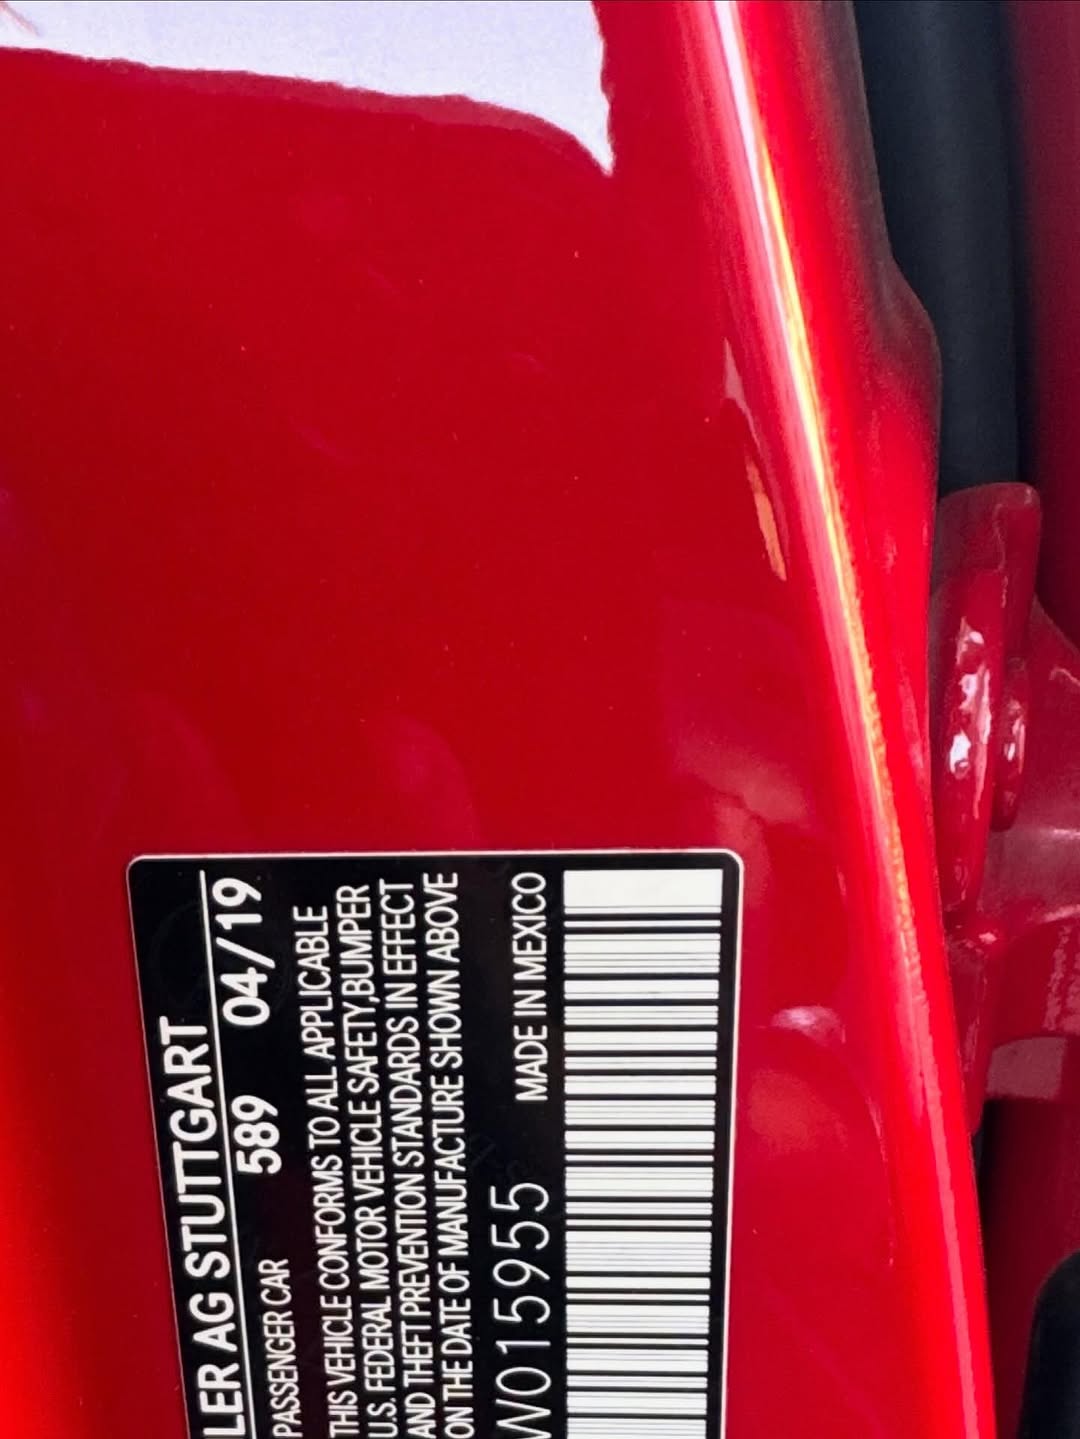 LER AG STUTTGART
PASSENGER CAR 589 04/19
THIS VEHICLE CONFORMS TO ALL APPLICABLE
U.S. FEDERAL MOTOR VEHICLE SAFETY,BUMPER
AND THEFT PREVENTION STANDARDS IN EFFECT
ON THE DATE OF MANUFACTURE SHOWN ABOVE
W015955 MADE IN MEXICO